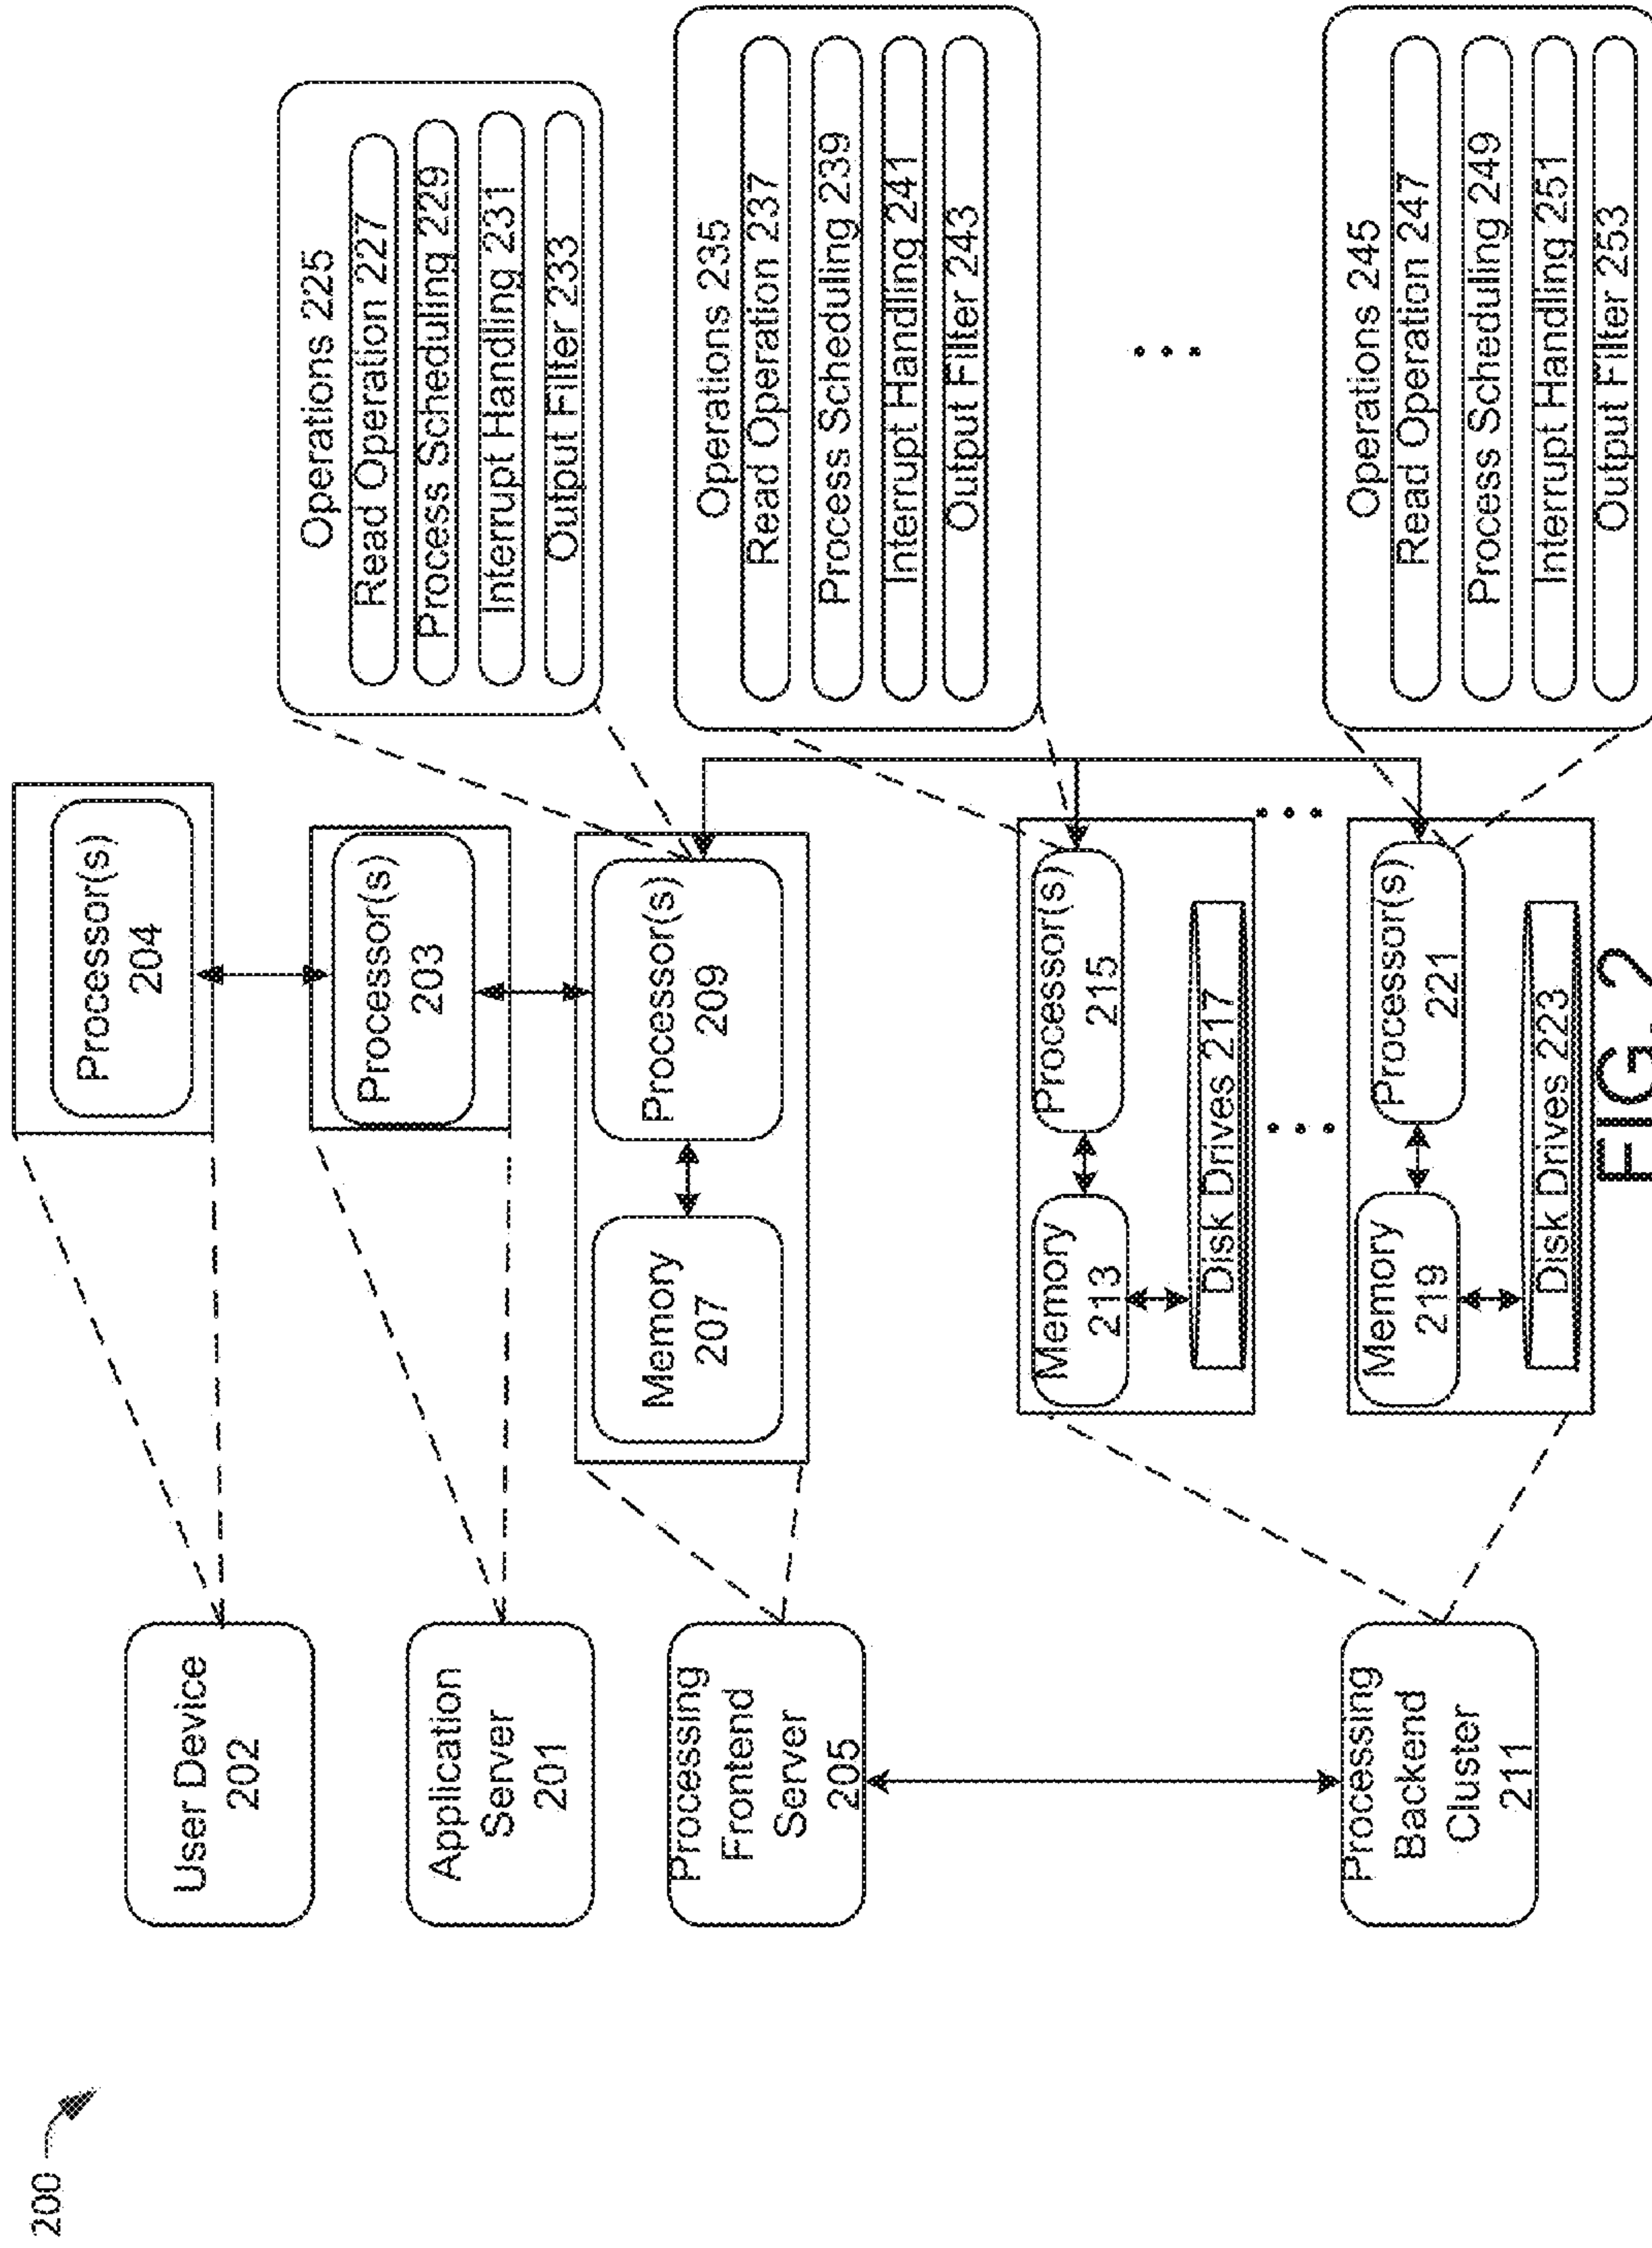 200
User Device
202
Processor(s)
204
Application
Server
201
Processor(s)
203
Processing
Frontend
Server
205
Memory
207
Processor(s)
209
Operations 225
Read Operation 227
Process Scheduling 229
Interrupt Handling 231
Output Filter 233
Processing
Backend
Cluster
211
Memory
213
Processor(s)
215
Disk Drives 217
Operations 235
Read Operation 237
Process Scheduling 239
Interrupt Handling 241
Output Filter 243
Memory
219
Processor(s)
221
Disk Drives 223
Operations 245
Read Operation 247
Process Scheduling 249
Interrupt Handling 251
Output Filter 253
FIG. 2